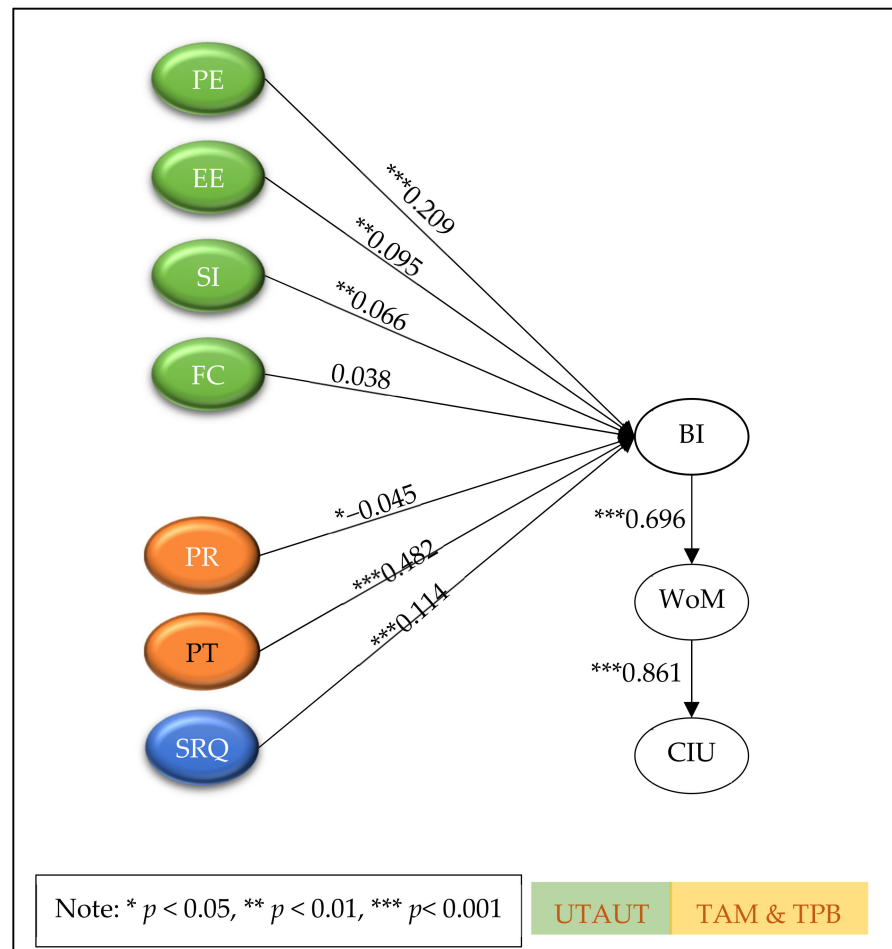 PE
EE
SI
FC
PR
PT
SRQ
***0.209
**0.095
**0.066
0.038
*–0.045
***0.482
***0.114
BI
***0.696
WoM
***0.861
CIU
Note: * p < 0.05, ** p < 0.01, *** p< 0.001
UTAUT
TAM & TPB